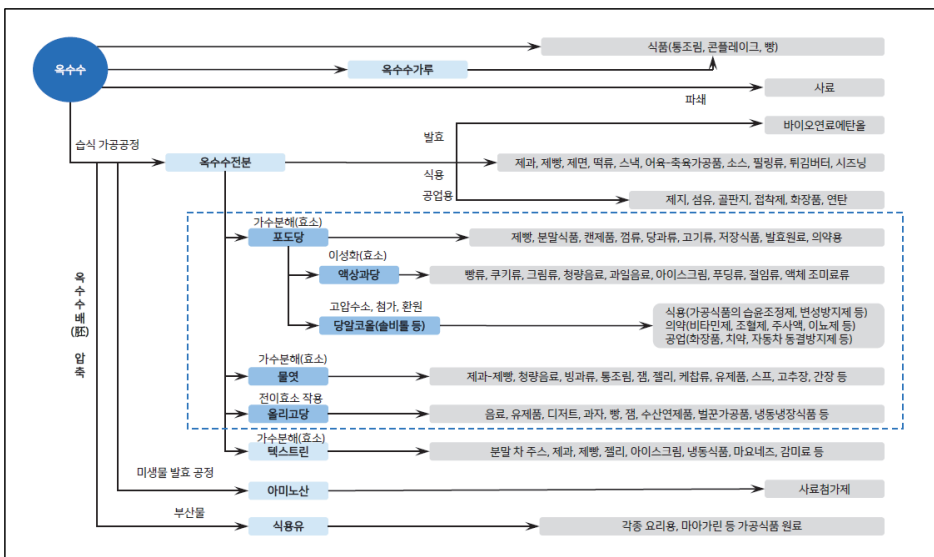 식품(통조림, 콘플레이크, 빵)
옥수수
옥수수가루
사료
파쇄
바이오연료에탄올
발효
습식 가공공정
옥수수전분
제과, 제빵, 제면, 떡류, 스낵, 어육-축육가공품, 소스, 필링류, 튀김버터, 시즈닝
식용
공업용
제지, 섬유, 골판지, 접착제, 화장품, 연탄
가수분해(효소)
포도당
제빵, 분말식품, 캔제품, 껌류, 당과류, 고기류, 저장식품, 발효원료, 의약용
이성화(효소)
액상과당
빵류, 쿠기류, 크림류, 청량음료, 과일음료, 아이스크림, 푸딩류, 절임류, 액체 조미료류
옥수수배(胚) 압축
고압수소, 첨가, 환원
당알코올(솔비톨 등)
식용(가공식품의 습윤조정제, 변성방지제 등)
의약(비타민제, 조혈제, 주사액, 이뇨제 등)
공업(화장품, 치약, 자동차 동결방지제 등)
가수분해(효소)
물엿
제과-제빵, 청량음료, 빙과류, 통조림, 잼, 젤리, 케찹류, 유제품, 스프, 고추장, 간장 등
전이효소 작용
올리고당
음료, 유제품, 디저트, 과자, 빵, 잼, 수산연제품, 벌꾼가공품, 냉동냉장식품 등
가수분해(효소)
텍스트린
분말 차 주스, 제과, 제빵, 젤리, 아이스크림, 냉동식품, 마요네즈, 감미료 등
미생물 발효 공정
아미노산
사료첨가제
부산물
식용유
각종 요리용, 마아가린 등 가공식품 원료